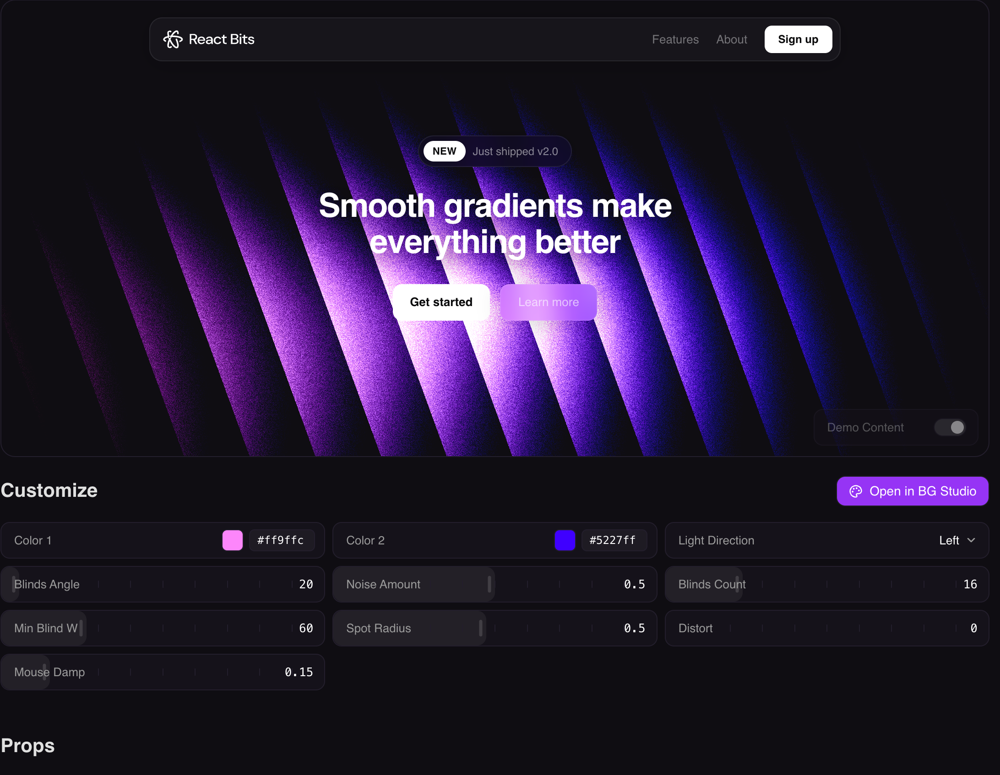 React Bits
Features
About
Sign up
NEW
Just shipped v2.0
Smooth gradients make
everything better
Get started
Learn more
Demo Content
Customize
Open in BG Studio
Color 1
#ff9ffc
Color 2
#5227ff
Light Direction
Left
Blinds Angle
20
Noise Amount
0.5
Blinds Count
16
Min Blind W
60
Spot Radius
0.5
Distort
0
Mouse Damp
0.15
Props